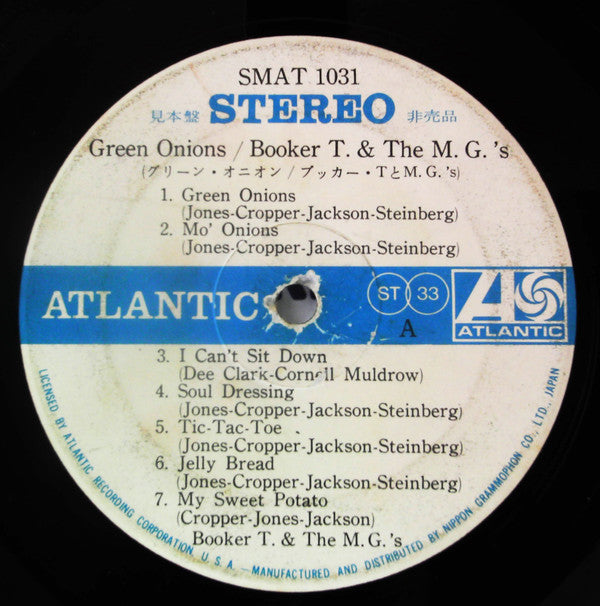 SMAT 1031
見本盤 STEREO 非売品
Green Onions / Booker T. & The M. G. 's
(グリーン・オニオン / ブッカー・TとM. G. 's)
1. Green Onions
(Jones-Cropper-Jackson-Steinberg)
2. Mo' Onions
(Jones-Cropper-Jackson-Steinberg)
ATLANTIC
ST 33
A
ATLANTIC
3. I Can't Sit Down
(Dee Clark-Cornell Muldrow)
4. Soul Dressing
(Jones-Cropper-Jackson-Steinberg)
5. Tic-Tac-Toe
(Jones-Cropper-Jackson-Steinberg)
6. Jelly Bread
(Jones-Cropper-Jackson-Steinberg)
7. My Sweet Potato
(Cropper-Jones-Jackson)
Booker T. & The M. G. 's
LICENSED BY ATLANTIC RECORDING CORPORATION, U. S. A. — MANUFACTURED AND DISTRIBUTED BY NIPPON GRAMMOPHON CO., LTD., JAPAN